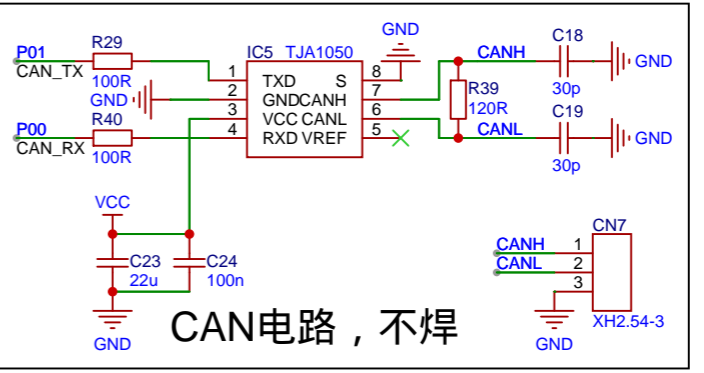 P01
CAN_TX
R29
100R
GND
P00
CAN_RX
R40
100R
IC5 TJA1050
1 TXD S 8
2 GND CANH 7
3 VCC CANL 6
4 RXD VREF 5
GND
CANH
R39
120R
CANL
C18
30p
GND
C19
30p
GND
VCC
C23
22u
C24
100n
GND
CAN电路，不焊
CN7
CANH 1
CANL 2
3
XH2.54-3
GND